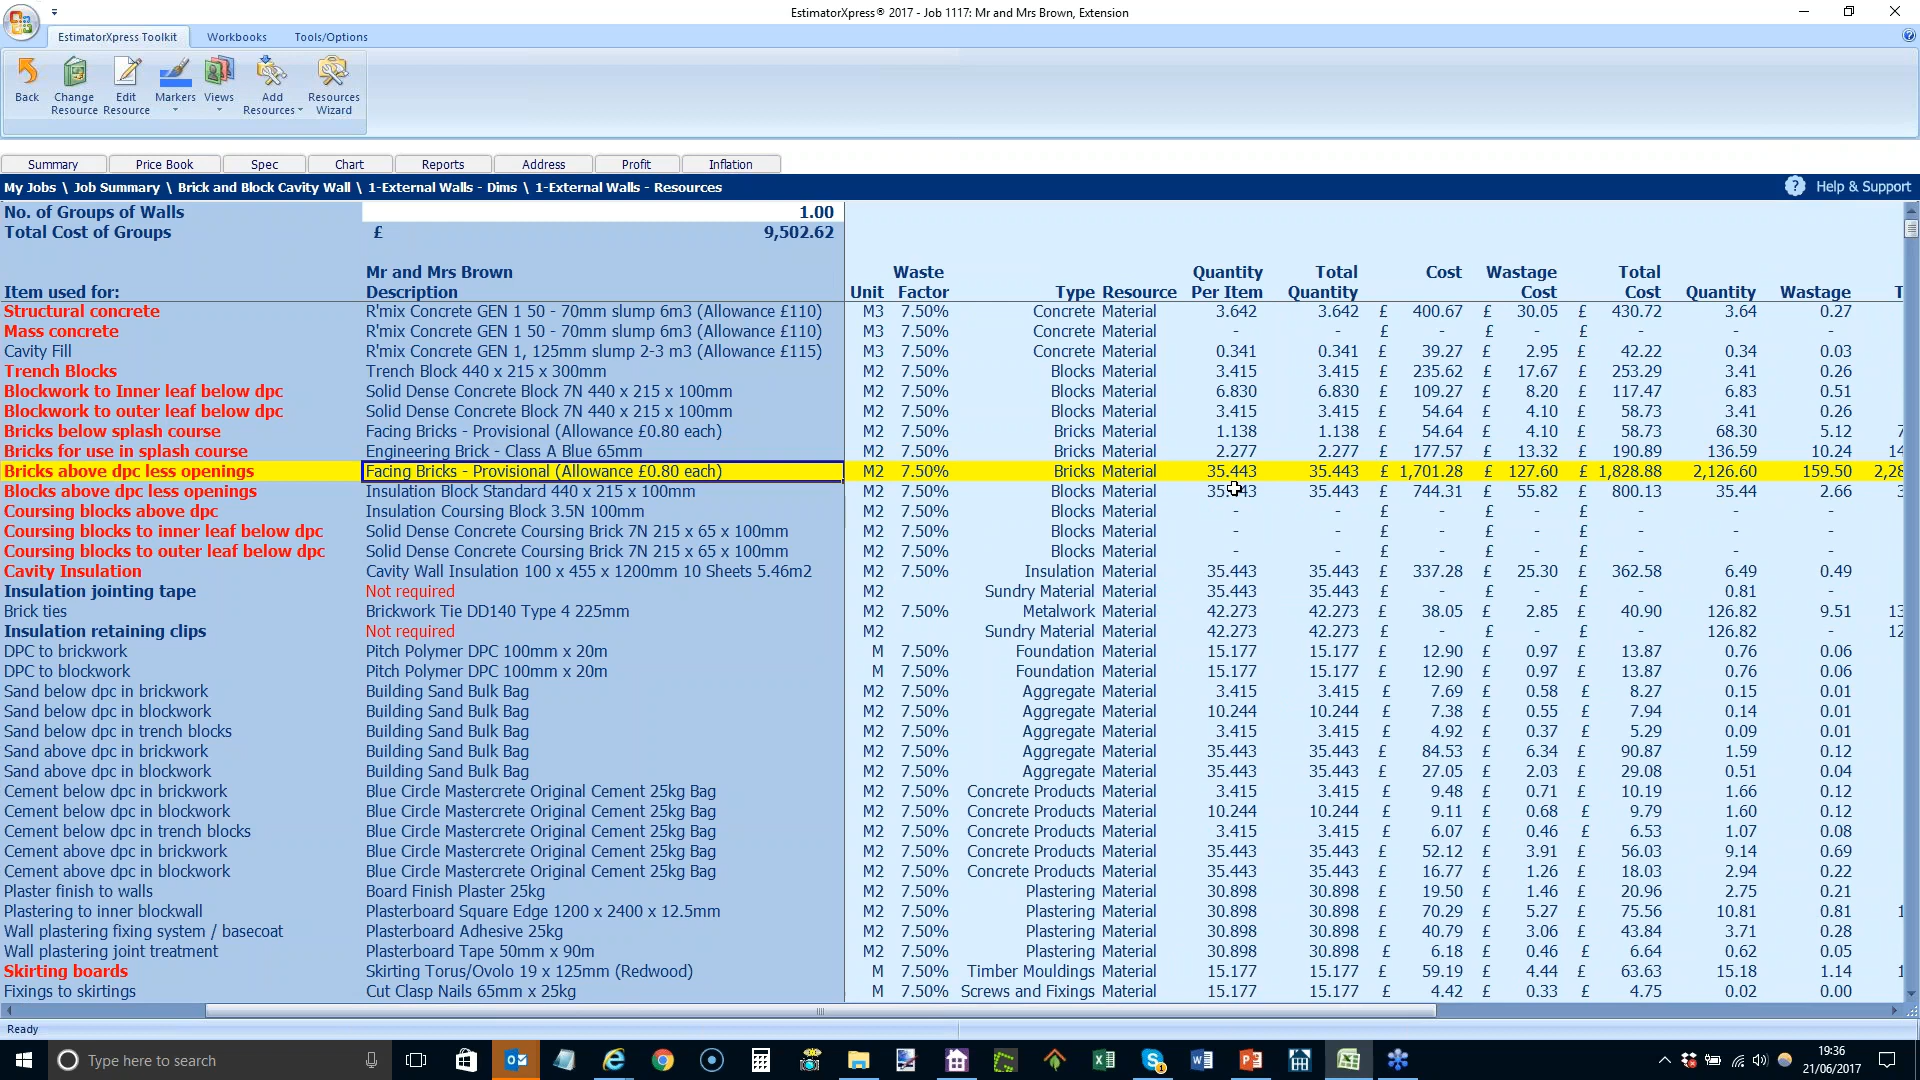 EstimatorXpress® 2017 - Job 1117: Mr and Mrs Brown, Extension
EstimatorXpress Toolkit Workbooks Tools/Options
Back Change Resource Edit Resource Markers Views Add Resources Resources Wizard
Summary Price Book Spec Chart Reports Address Profit Inflation
My Jobs \ Job Summary \ Brick and Block Cavity Wall \ 1-External Walls - Dims \ 1-External Walls - Resources Help & Support
No. of Groups of Walls 1.00
Total Cost of Groups £ 9,502.62
Mr and Mrs Brown Waste Quantity Total Cost Wastage Total
Item used for: Description Unit Factor Type Resource Per Item Quantity Cost Cost Quantity Wastage T
Structural concrete R'mix Concrete GEN 1 50 - 70mm slump 6m3 (Allowance £110) M3 7.50% Concrete Material 3.642 3.642 £ 400.67 £ 30.05 £ 430.72 3.64 0.27
Mass concrete R'mix Concrete GEN 1 50 - 70mm slump 6m3 (Allowance £110) M3 7.50% Concrete Material - - £ - £ - £ - - -
Cavity Fill R'mix Concrete GEN 1, 125mm slump 2-3 m3 (Allowance £115) M3 7.50% Concrete Material 0.341 0.341 £ 39.27 £ 2.95 £ 42.22 0.34 0.03
Trench Blocks Trench Block 440 x 215 x 300mm M2 7.50% Blocks Material 3.415 3.415 £ 235.62 £ 17.67 £ 253.29 3.41 0.26
Blockwork to Inner leaf below dpc Solid Dense Concrete Block 7N 440 x 215 x 100mm M2 7.50% Blocks Material 6.830 6.830 £ 109.27 £ 8.20 £ 117.47 6.83 0.51
Blockwork to outer leaf below dpc Solid Dense Concrete Block 7N 440 x 215 x 100mm M2 7.50% Blocks Material 3.415 3.415 £ 54.64 £ 4.10 £ 58.73 3.41 0.26
Bricks below splash course Facing Bricks - Provisional (Allowance £0.80 each) M2 7.50% Bricks Material 1.138 1.138 £ 54.64 £ 4.10 £ 58.73 68.30 5.12 7
Bricks for use in splash course Engineering Brick - Class A Blue 65mm M2 7.50% Bricks Material 2.277 2.277 £ 177.57 £ 13.32 £ 190.89 136.59 10.24 14
Bricks above dpc less openings Facing Bricks - Provisional (Allowance £0.80 each) M2 7.50% Bricks Material 35.443 35.443 £ 1,701.28 £ 127.60 £ 1,828.88 2,126.60 159.50 2,28
Blocks above dpc less openings Insulation Block Standard 440 x 215 x 100mm M2 7.50% Blocks Material 35.443 35.443 £ 744.31 £ 55.82 £ 800.13 35.44 2.66 3
Coursing blocks above dpc Insulation Coursing Block 3.5N 100mm M2 7.50% Blocks Material - - £ - £ - £ - - -
Coursing blocks to inner leaf below dpc Solid Dense Concrete Coursing Brick 7N 215 x 65 x 100mm M2 7.50% Blocks Material - - £ - £ - £ - - -
Coursing blocks to outer leaf below dpc Solid Dense Concrete Coursing Brick 7N 215 x 65 x 100mm M2 7.50% Blocks Material - - £ - £ - £ - - -
Cavity Insulation Cavity Wall Insulation 100 x 455 x 1200mm 10 Sheets 5.46m2 M2 7.50% Insulation Material 35.443 35.443 £ 337.28 £ 25.30 £ 362.58 6.49 0.49
Insulation jointing tape Not required M2 Sundry Material Material 35.443 35.443 £ - £ - £ - 0.81 -
Brick ties Brickwork Tie DD140 Type 4 225mm M2 7.50% Metalwork Material 42.273 42.273 £ 38.05 £ 2.85 £ 40.90 126.82 9.51 13
Insulation retaining clips Not required M2 Sundry Material Material 42.273 42.273 £ - £ - £ - 126.82 - 12
DPC to brickwork Pitch Polymer DPC 100mm x 20m M 7.50% Foundation Material 15.177 15.177 £ 12.90 £ 0.97 £ 13.87 0.76 0.06
DPC to blockwork Pitch Polymer DPC 100mm x 20m M 7.50% Foundation Material 15.177 15.177 £ 12.90 £ 0.97 £ 13.87 0.76 0.06
Sand below dpc in brickwork Building Sand Bulk Bag M2 7.50% Aggregate Material 3.415 3.415 £ 7.69 £ 0.58 £ 8.27 0.15 0.01
Sand below dpc in blockwork Building Sand Bulk Bag M2 7.50% Aggregate Material 10.244 10.244 £ 7.38 £ 0.55 £ 7.94 0.14 0.01
Sand below dpc in trench blocks Building Sand Bulk Bag M2 7.50% Aggregate Material 3.415 3.415 £ 4.92 £ 0.37 £ 5.29 0.09 0.01
Sand above dpc in brickwork Building Sand Bulk Bag M2 7.50% Aggregate Material 35.443 35.443 £ 84.53 £ 6.34 £ 90.87 1.59 0.12
Sand above dpc in blockwork Building Sand Bulk Bag M2 7.50% Aggregate Material 35.443 35.443 £ 27.05 £ 2.03 £ 29.08 0.51 0.04
Cement below dpc in brickwork Blue Circle Mastercrete Original Cement 25kg Bag M2 7.50% Concrete Products Material 3.415 3.415 £ 9.48 £ 0.71 £ 10.19 1.66 0.12
Cement below dpc in blockwork Blue Circle Mastercrete Original Cement 25kg Bag M2 7.50% Concrete Products Material 10.244 10.244 £ 9.11 £ 0.68 £ 9.79 1.60 0.12
Cement below dpc in trench blocks Blue Circle Mastercrete Original Cement 25kg Bag M2 7.50% Concrete Products Material 3.415 3.415 £ 6.07 £ 0.46 £ 6.53 1.07 0.08
Cement above dpc in brickwork Blue Circle Mastercrete Original Cement 25kg Bag M2 7.50% Concrete Products Material 35.443 35.443 £ 52.12 £ 3.91 £ 56.03 9.14 0.69
Cement above dpc in blockwork Blue Circle Mastercrete Original Cement 25kg Bag M2 7.50% Concrete Products Material 35.443 35.443 £ 16.77 £ 1.26 £ 18.03 2.94 0.22
Plaster finish to walls Board Finish Plaster 25kg M2 7.50% Plastering Material 30.898 30.898 £ 19.50 £ 1.46 £ 20.96 2.75 0.21
Plastering to inner blockwall Plasterboard Square Edge 1200 x 2400 x 12.5mm M2 7.50% Plastering Material 30.898 30.898 £ 70.29 £ 5.27 £ 75.56 10.81 0.81 1
Wall plastering fixing system / basecoat Plasterboard Adhesive 25kg M2 7.50% Plastering Material 30.898 30.898 £ 40.79 £ 3.06 £ 43.84 3.71 0.28
Wall plastering joint treatment Plasterboard Tape 50mm x 90m M2 7.50% Plastering Material 30.898 30.898 £ 6.18 £ 0.46 £ 6.64 0.62 0.05
Skirting boards Skirting Torus/Ovolo 19 x 125mm (Redwood) M 7.50% Timber Mouldings Material 15.177 15.177 £ 59.19 £ 4.44 £ 63.63 15.18 1.14 1
Fixings to skirtings Cut Clasp Nails 65mm x 25kg M 7.50% Screws and Fixings Material 15.177 15.177 £ 4.42 £ 0.33 £ 4.75 0.02 0.00
Ready
Type here to search 19:36
21/06/2017